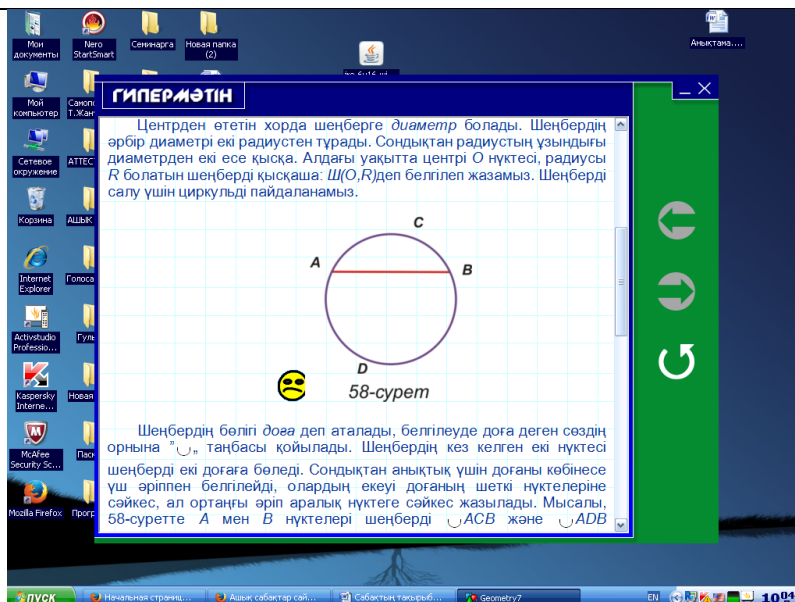 Мои документы
Nero StartSmart
Семинарга
Новая папка (2)
Анықтама....
Мой компьютер
Сетевое окружение
Корзина
Internet Explorer
Activstudio Professio...
Kaspersky Interne...
McAfee Security Sc...
Mozilla Firefox
ГИПЕРМӘТІН
Центрден өтетін хорда шеңберге диаметр болады. Шеңбердің
әрбір диаметрі екі радиустен тұрады. Сондықтан радиустың ұзындығы
диаметрден екі есе қысқа. Алдағы уақытта центрі O нүктесі, радиусы
R болатын шеңберді қысқаша: Ш(O,R)деп белгілеп жазамыз. Шеңберді
салу үшін циркульді пайдаланамыз.
C
A
B
D
58-сурет
Шеңбердің бөлігі доға деп аталады, белгілеуде доға деген сөздің
орнына "◡„ таңбасы қойылады. Шеңбердің кез келген екі нүктесі
шеңберді екі доғаға бөледі. Сондықтан анықтық үшін доғаны көбінесе
үш әріппен белгілейді, олардың екеуі доғаның шеткі нүктелеріне
сәйкес, ал ортаңғы әріп аралық нүктеге сәйкес жазылады. Мысалы,
58-суретте A мен B нүктелері шеңберді ◡ACB және ◡ADB
пуск
Начальная страниц...
Ашық сабақтар сай...
Сабақтың тақырыб...
Geometry7
EN
10:04